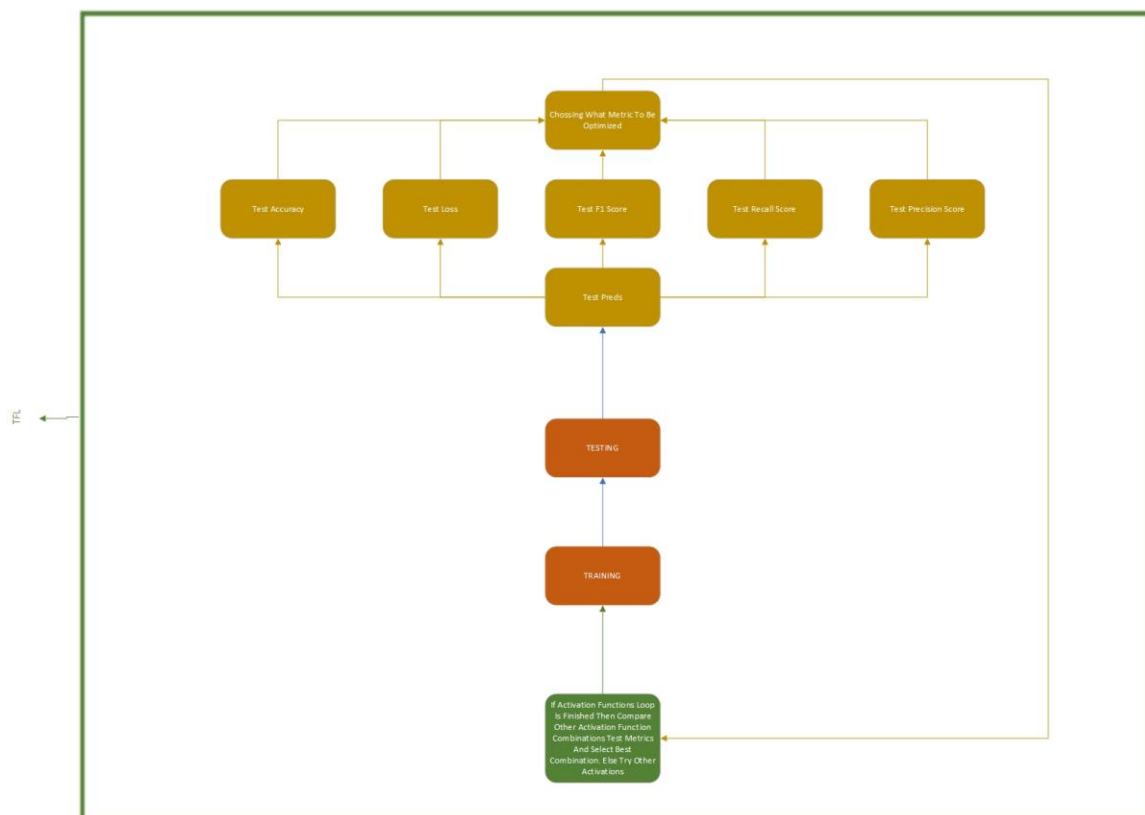 Chossing What Metric To Be
Optimized
Test Accuracy
Test Loss
Test F1 Score
Test Recall Score
Test Precision Score
Test Preds
TFL
TESTING
TRAINING
If Activation Functions Loop
Is Finished Then Compare
Other Activation Function
Combinations Test Metrics
And Select Best
Combination. Else Try Other
Activations